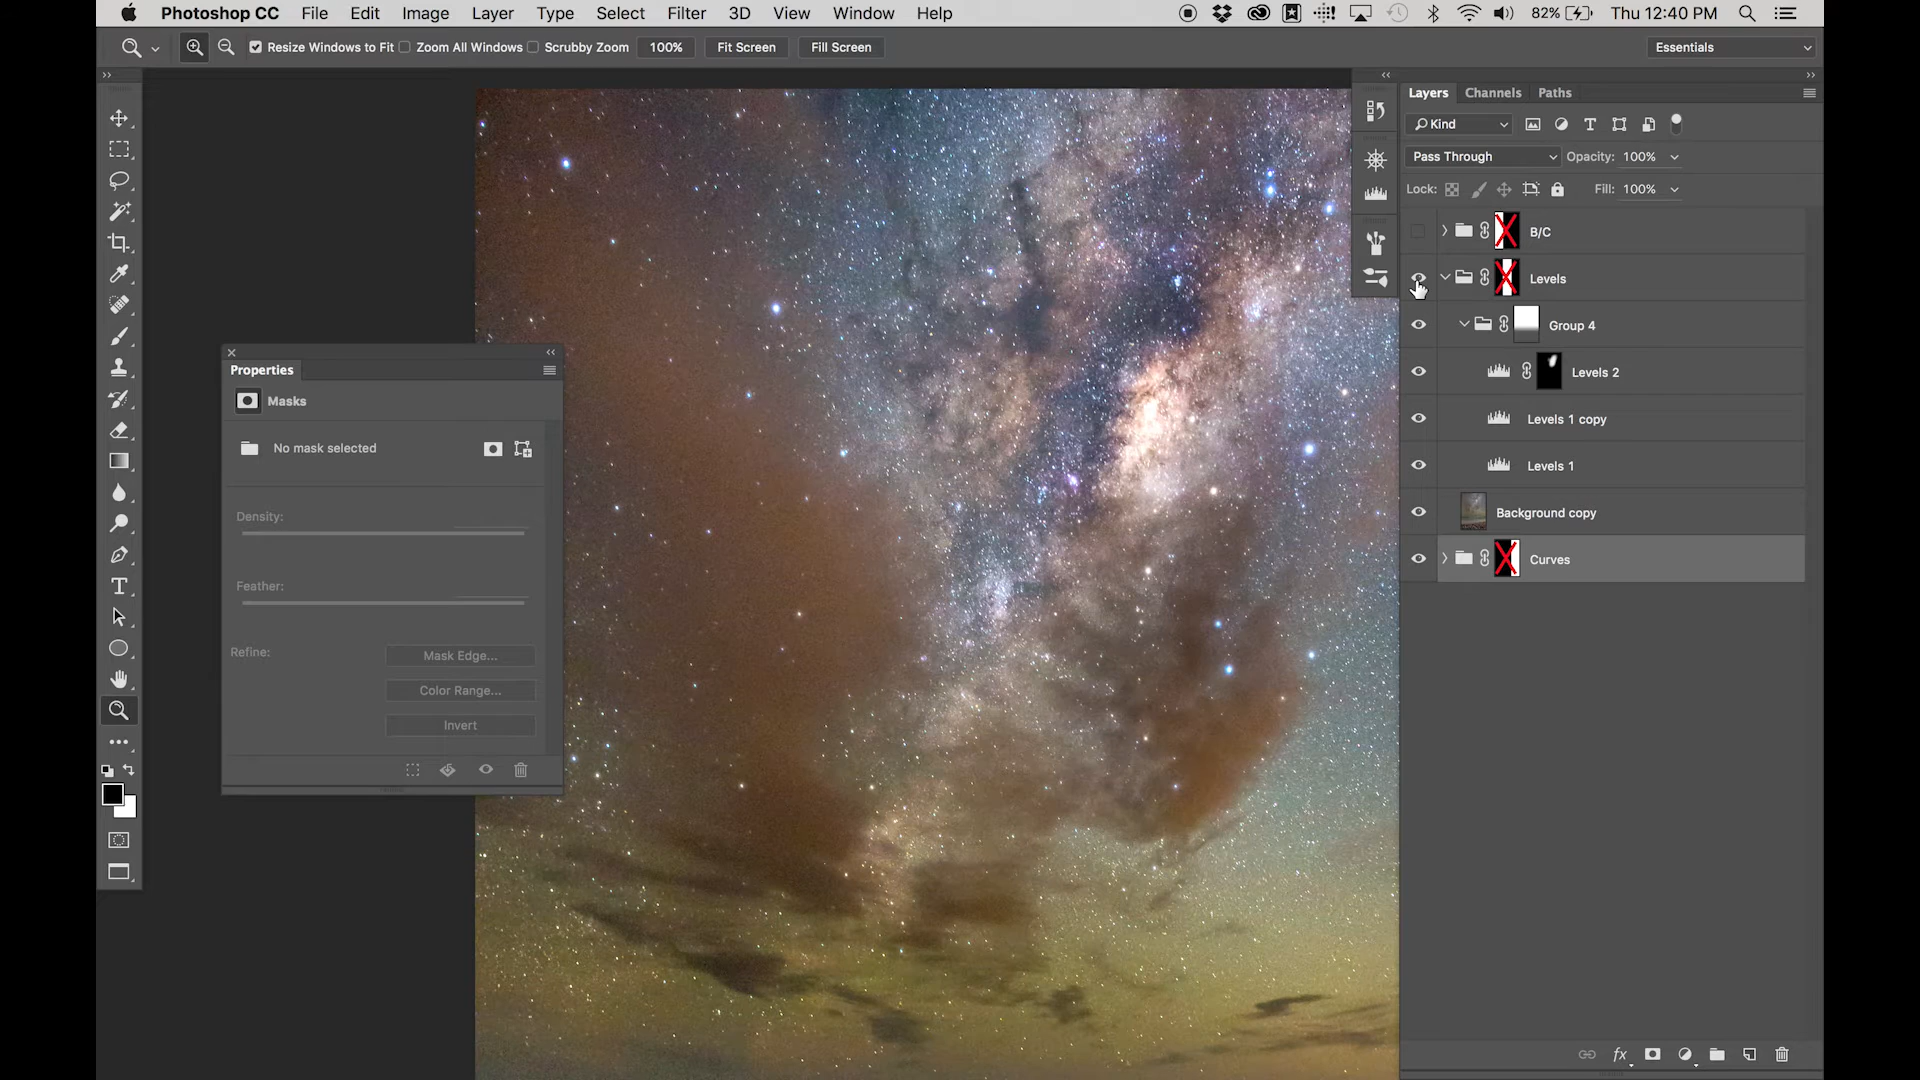 Photoshop CC File Edit Image Layer Type Select Filter 3D View Window Help 82% Thu 12:40 PM
Resize Windows to Fit Zoom All Windows Scrubby Zoom 100% Fit Screen Fill Screen Essentials
Layers Channels Paths
Kind
Pass Through Opacity: 100%
Lock: Fill: 100%
B/C
Levels
Group 4
Levels 2
Levels 1 copy
Levels 1
Background copy
Curves
fx
Properties
Masks
No mask selected
Density:
Feather:
Refine: Mask Edge...
Color Range...
Invert